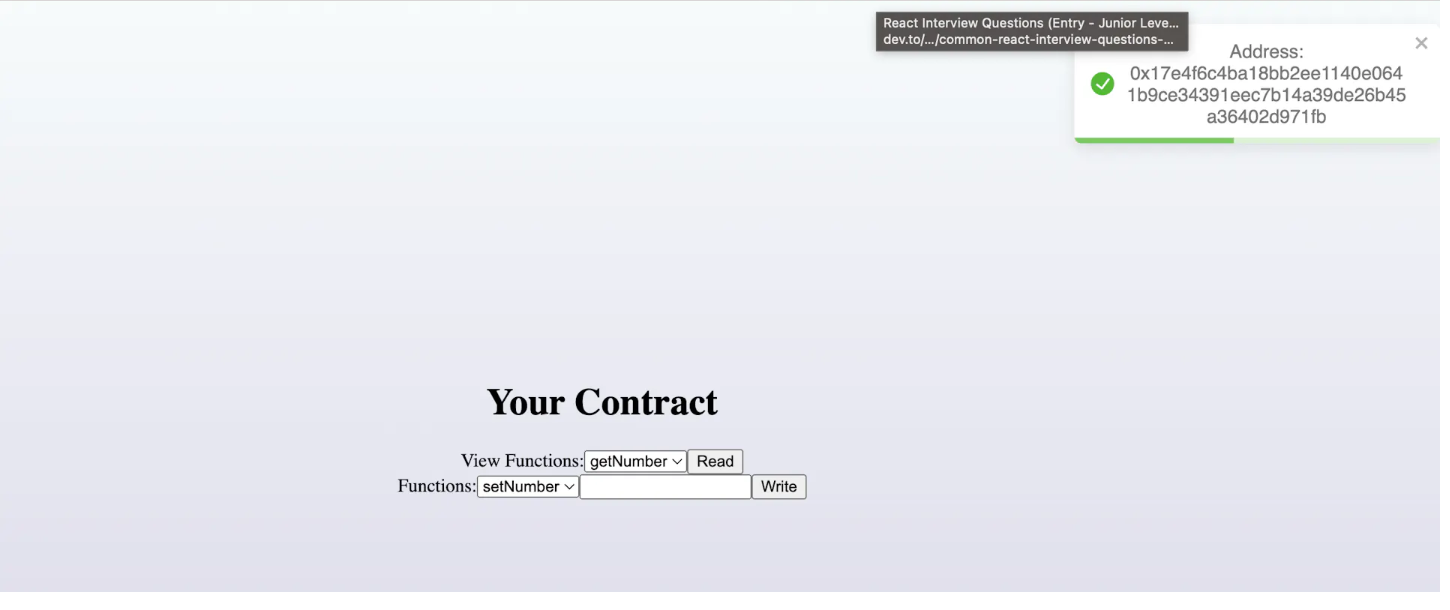 React Interview Questions (Entry - Junior Leve...
dev.to/.../common-react-interview-questions-...
Address:
0x17e4f6c4ba18bb2ee1140e064
1b9ce34391eec7b14a39de26b45
a36402d971fb
Your Contract
View Functions: getNumber Read
Functions: setNumber Write